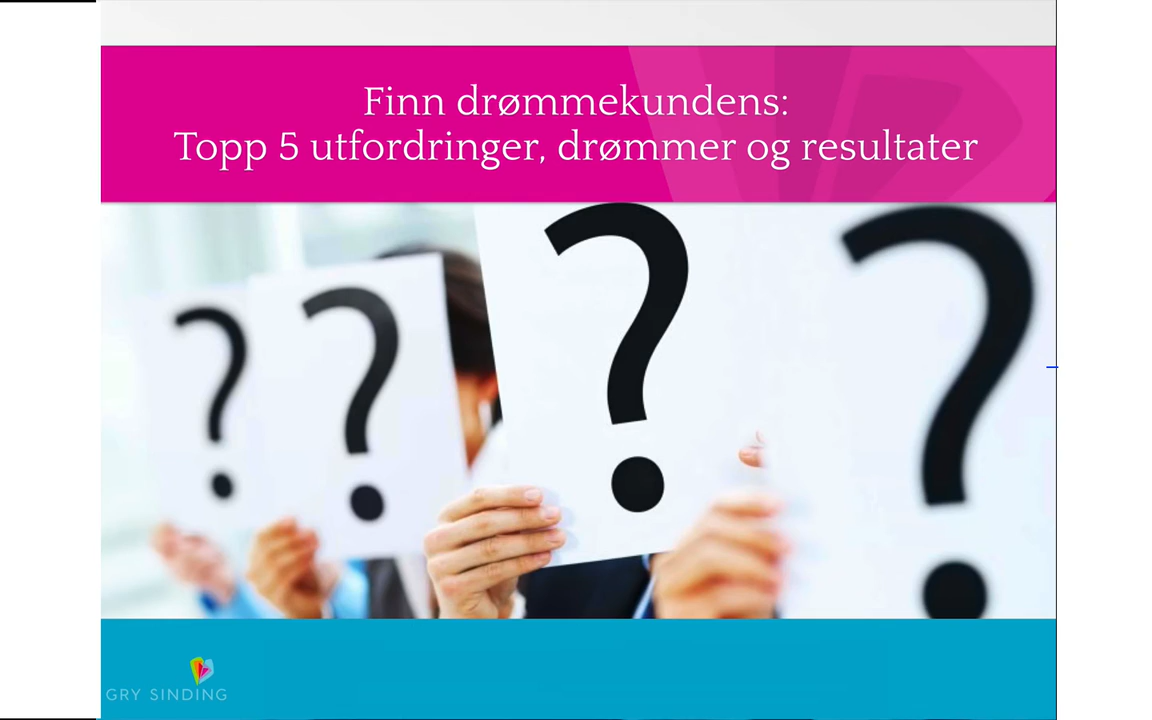 Finn drømmekundens:
Topp 5 utfordringer, drømmer og resultater
? ? ? ?
GRY SINDING